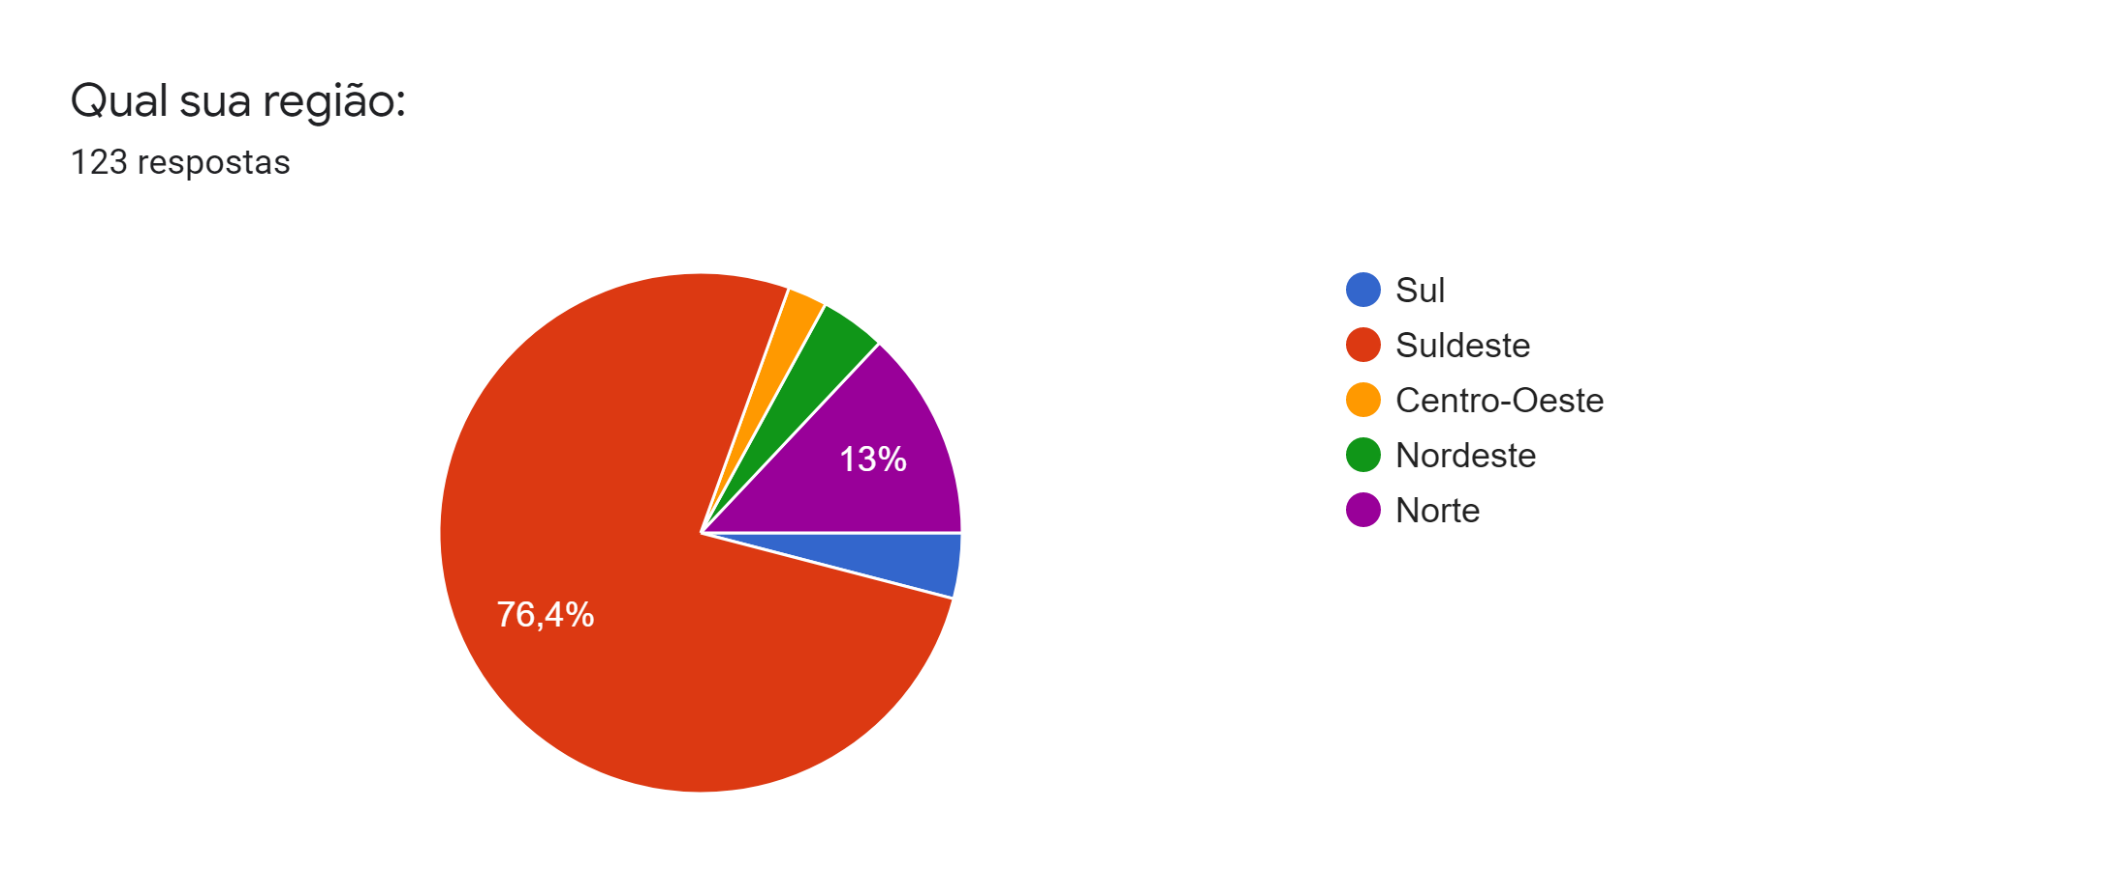 Qual sua região:
123 respostas
Sul
Suldeste
Centro-Oeste
Nordeste
Norte
13%
76,4%